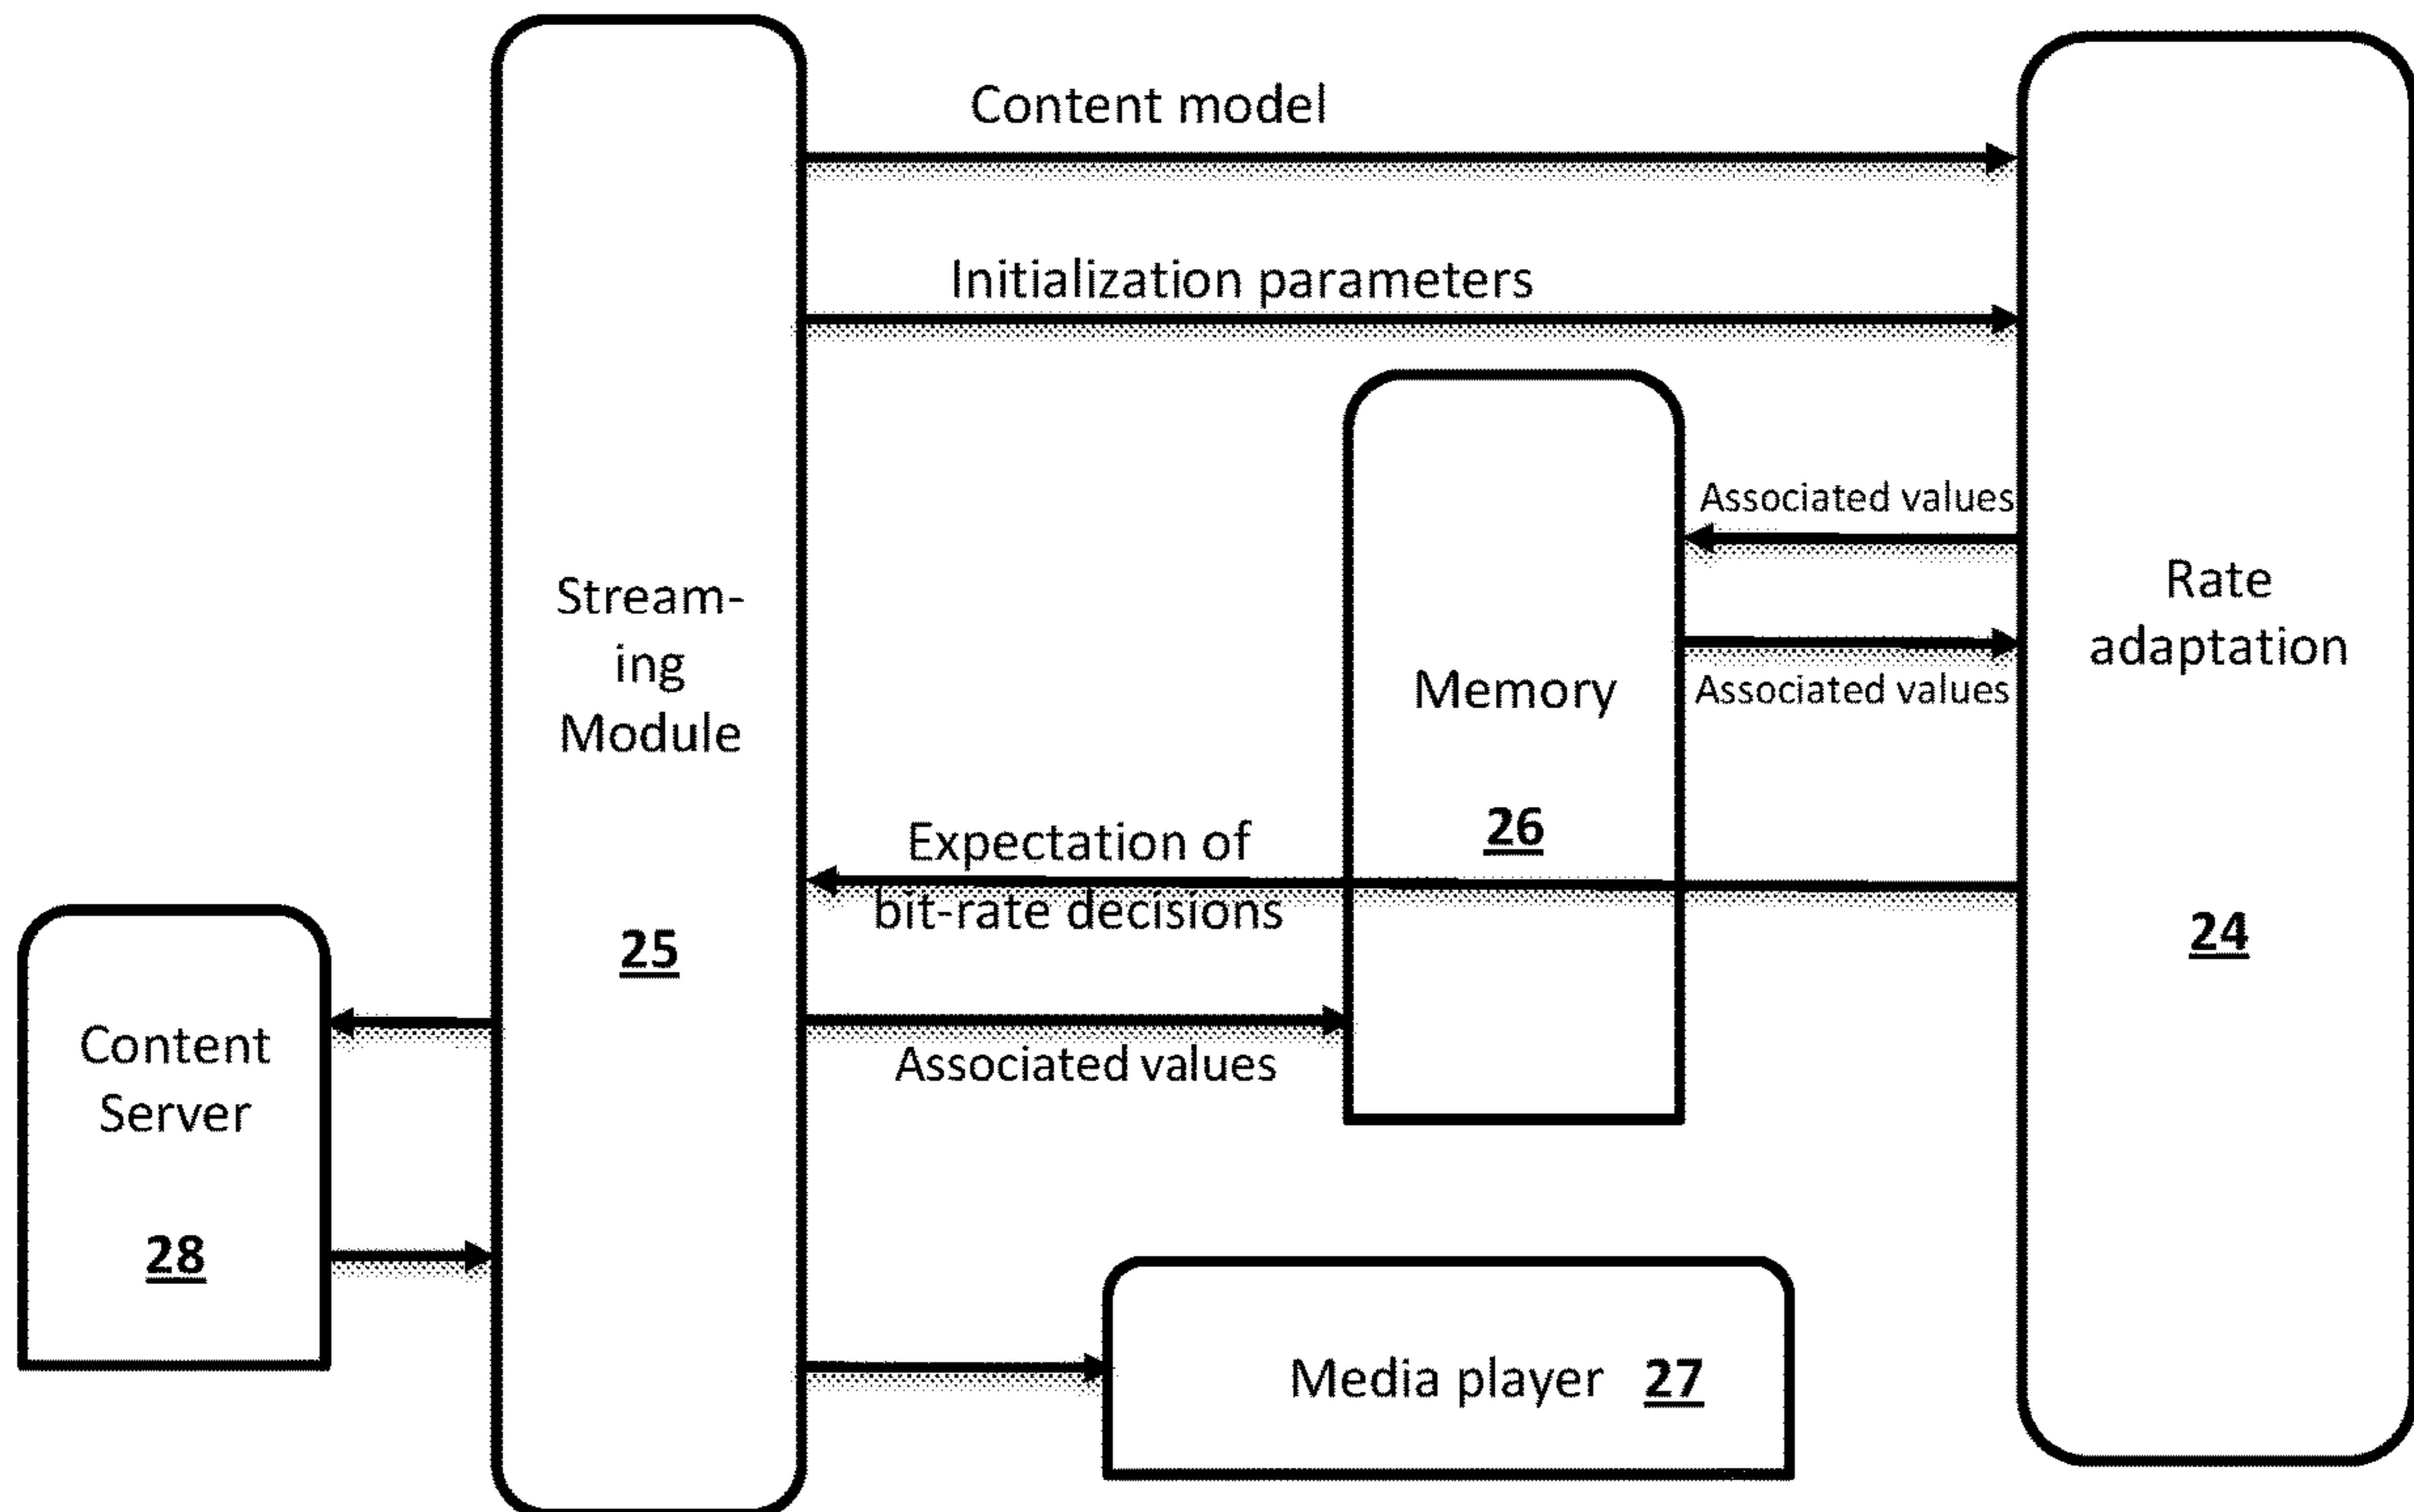 Content model
Initialization parameters
Associated values
Associated values
Stream-
ing
Module
25
Memory
26
Rate
adaptation
24
Expectation of
bit-rate decisions
Associated values
Content
Server
28
Media player 27